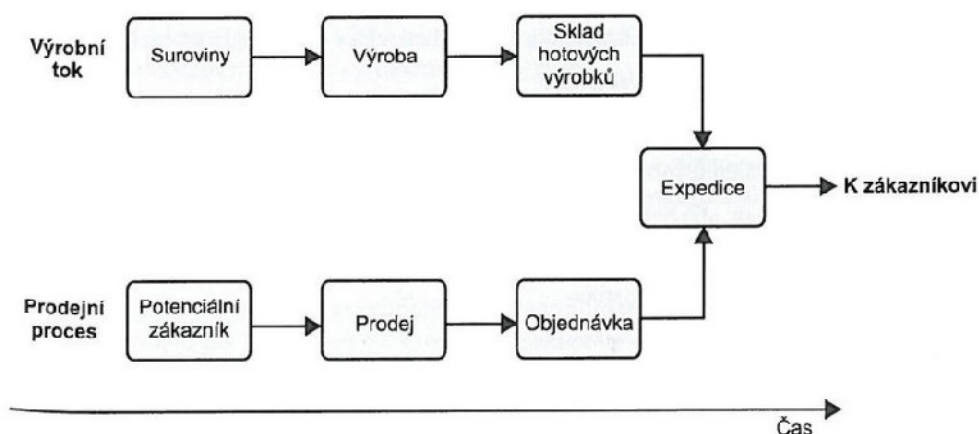 Výrobní
tok
Suroviny
Výroba
Sklad
hotových
výrobků
Expedice
K zákazníkovi
Prodejní
proces
Potenciální
zákazník
Prodej
Objednávka
Čas